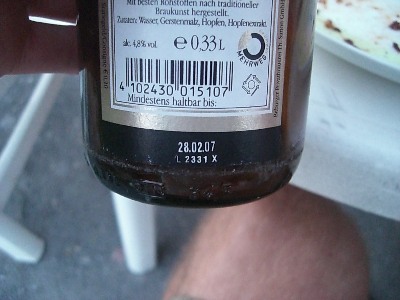 Mit besten Rohstoffen nach traditioneller
Braukunst hergestellt.
Zutaten: Wasser, Gerstenmalz, Hopfen, Hopfenextrakt.
alc. 4,8% vol. e 0,33 L
MEHRWEG
4 102430 015107
Mindestens haltbar bis:
28.02.07
L 2331 X